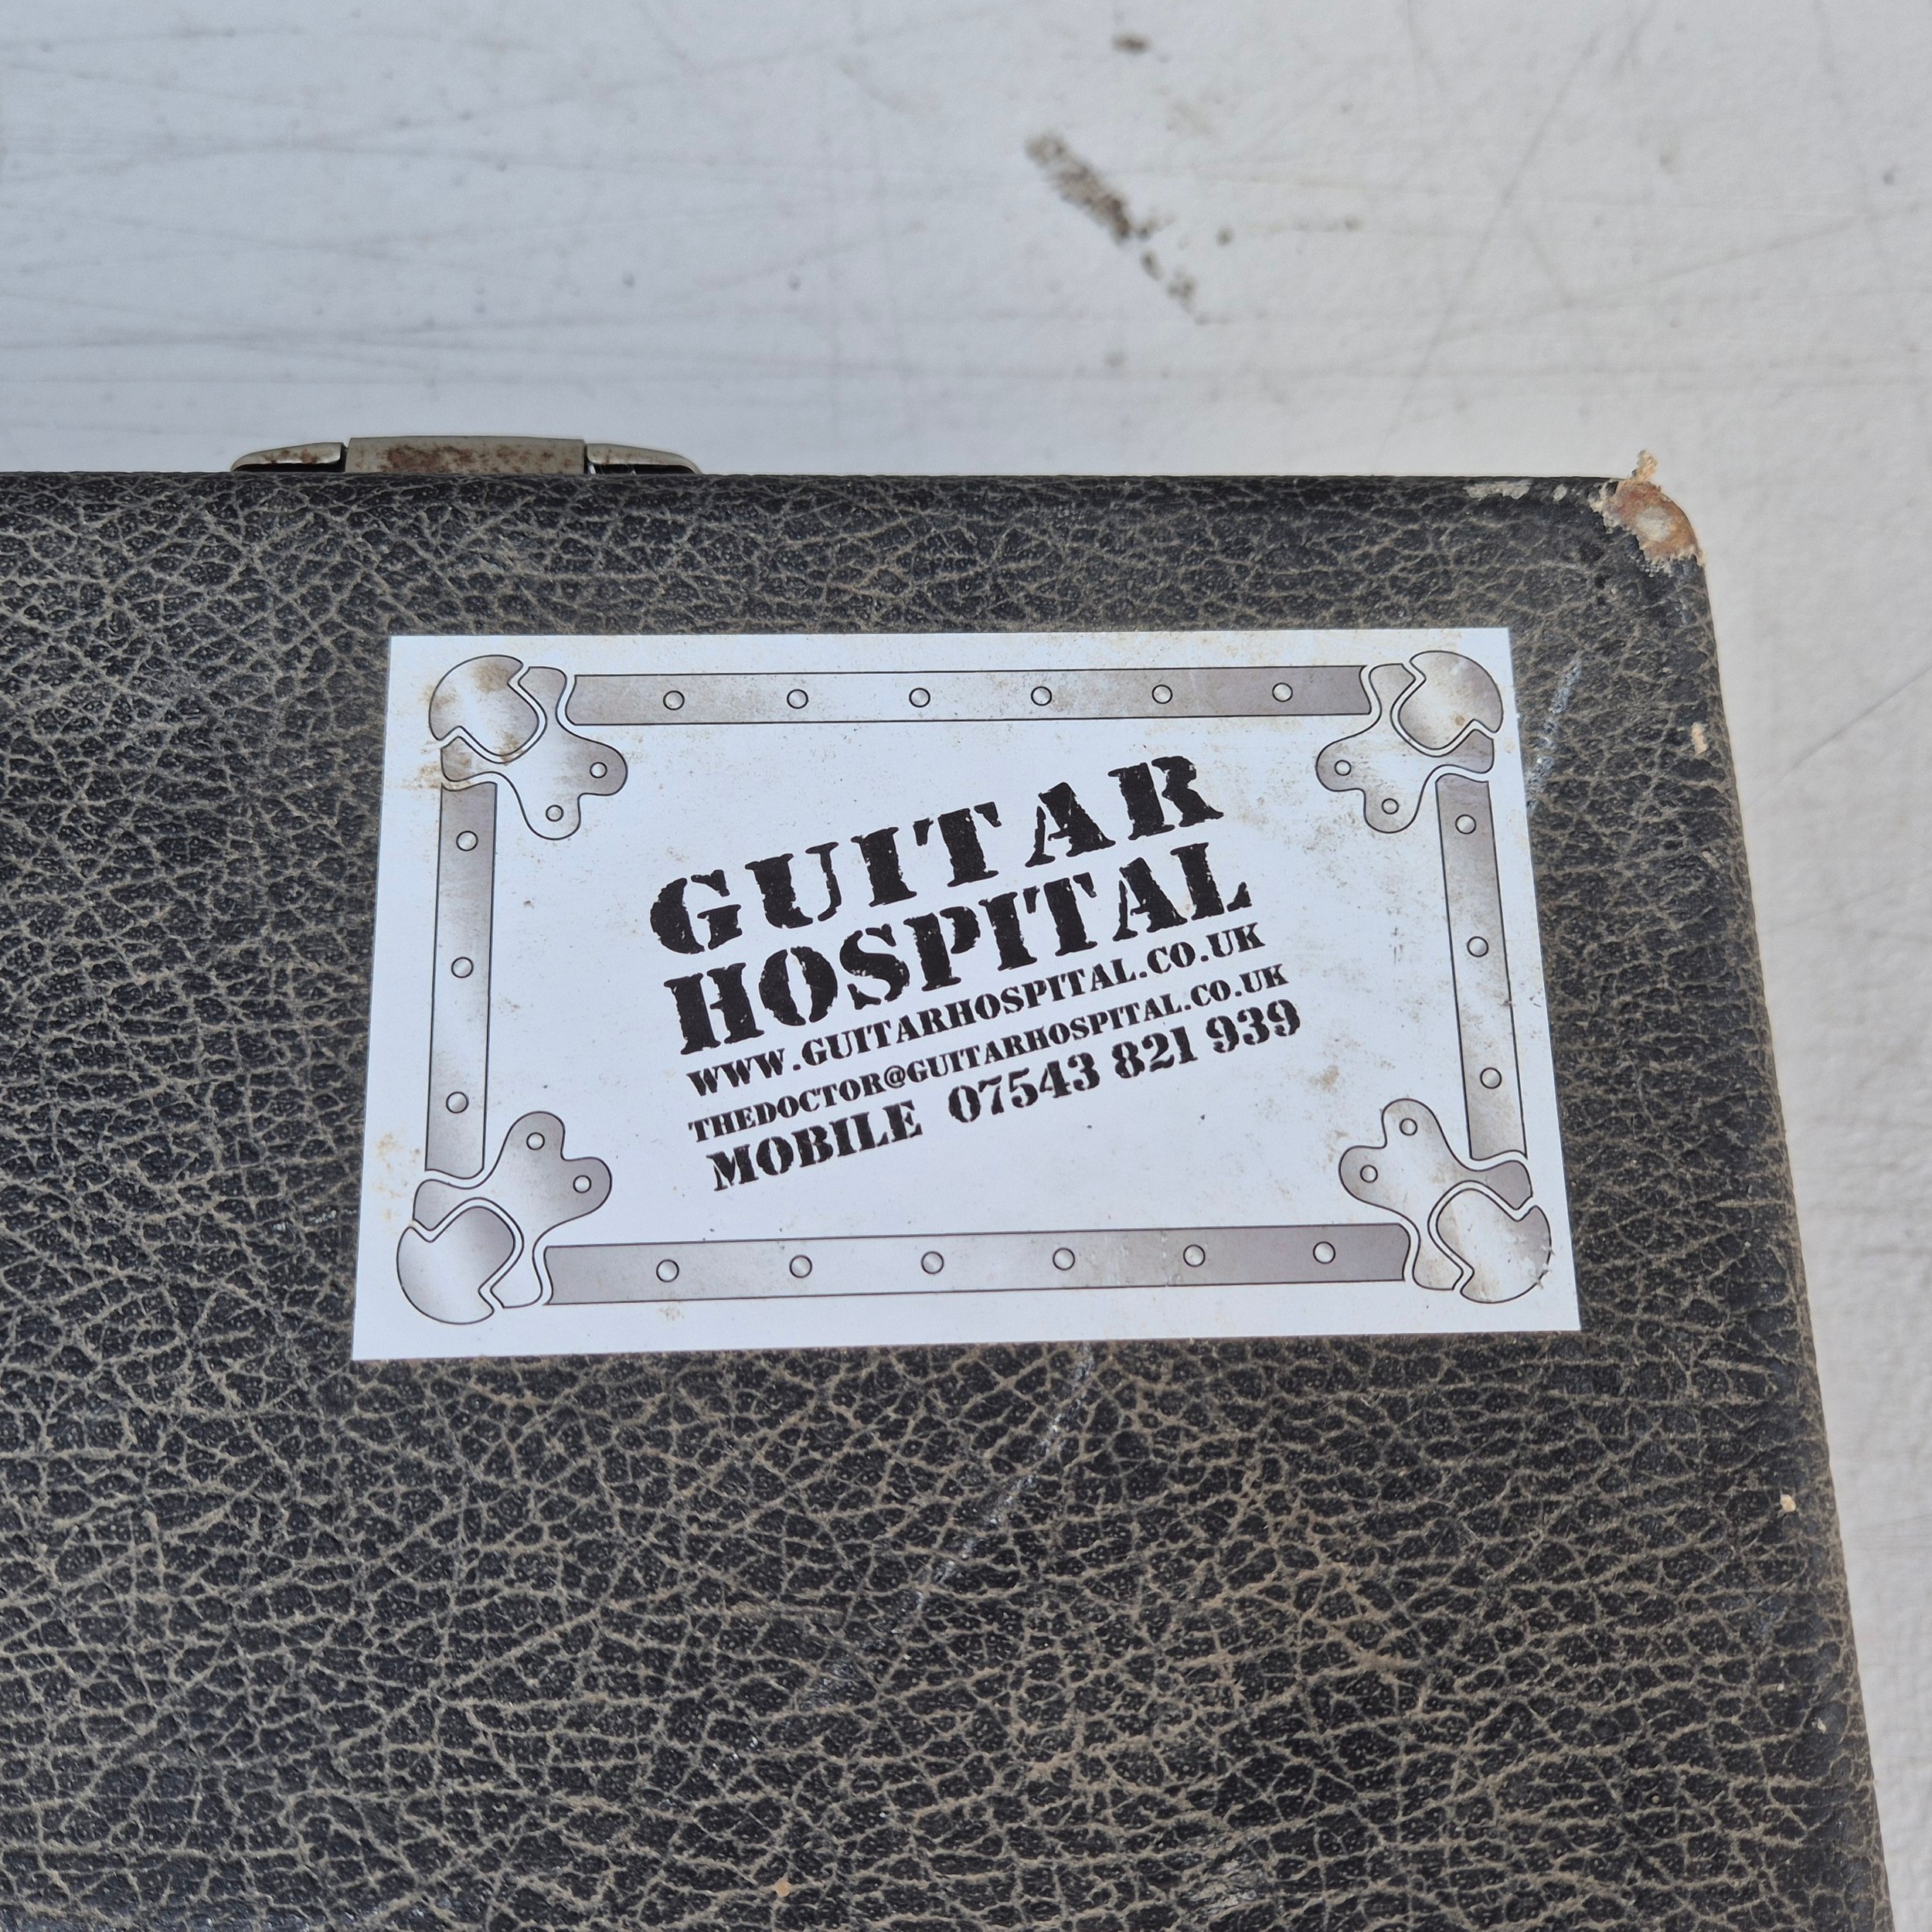 GUITAR
HOSPITAL
WWW.GUITARHOSPITAL.CO.UK
THEDOCTOR@GUITARHOSPITAL.CO.UK
MOBILE 07543 821 939